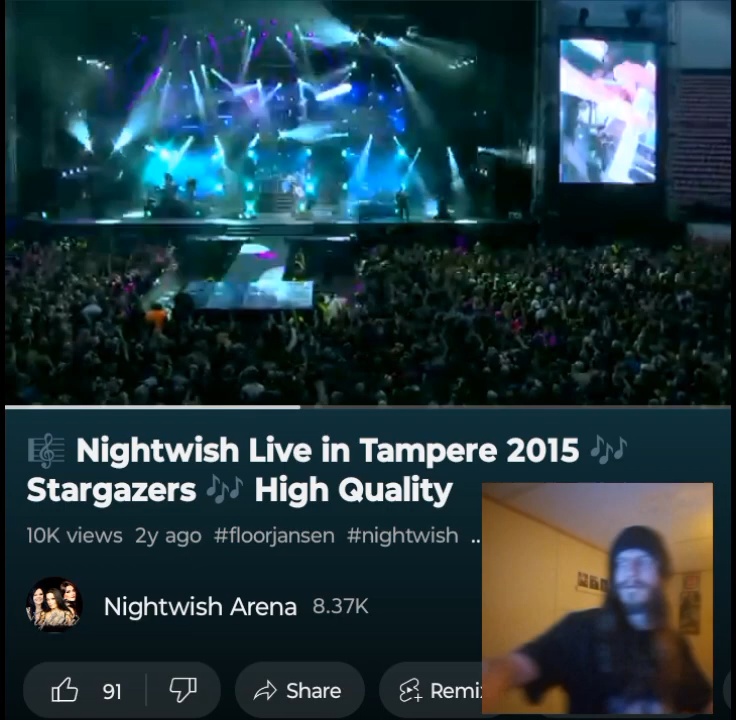 Nightwish Live in Tampere 2015
Stargazers 🎶 High Quality
10K views 2y ago #floorjansen #nightwish ..
Nightwish Arena 8.37K
91
Share
Remi